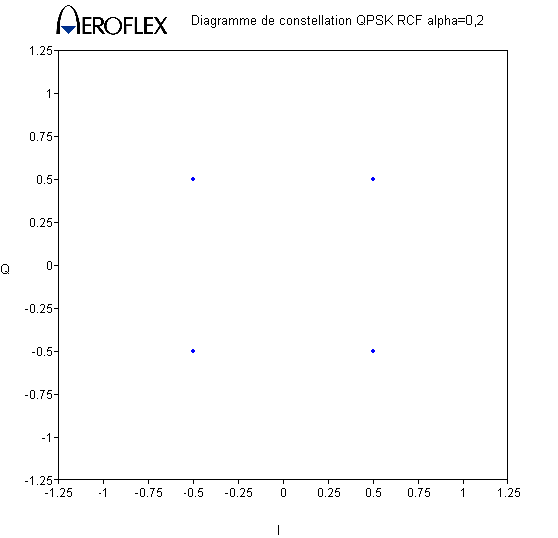 AEROFLEX
Diagramme de constellation QPSK RCF alpha=0,2
1.25
1
0.75
0.5
0.25
Q
0
-0.25
-0.5
-0.75
-1
-1.25
-1.25 -1 -0.75 -0.5 -0.25 0 0.25 0.5 0.75 1 1.25
I